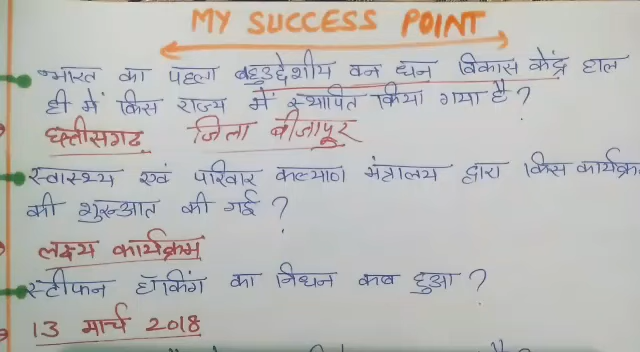 MY SUCCESS POINT
भारत का पहला बहुउद्देशीय वन धन विकास केंद्र हाल
ही में किस राज्य में स्थापित किया गया है ?
छत्तीसगढ़ जिला बीजापुर
स्वास्थ्य एवं परिवार कल्याण मंत्रालय द्वारा किस कार्यक्र
की शुरुआत की गई ?
लक्ष्य कार्यक्रम
स्टीफन हॉकिंग का निधन कब हुआ ?
13 मार्च 2018